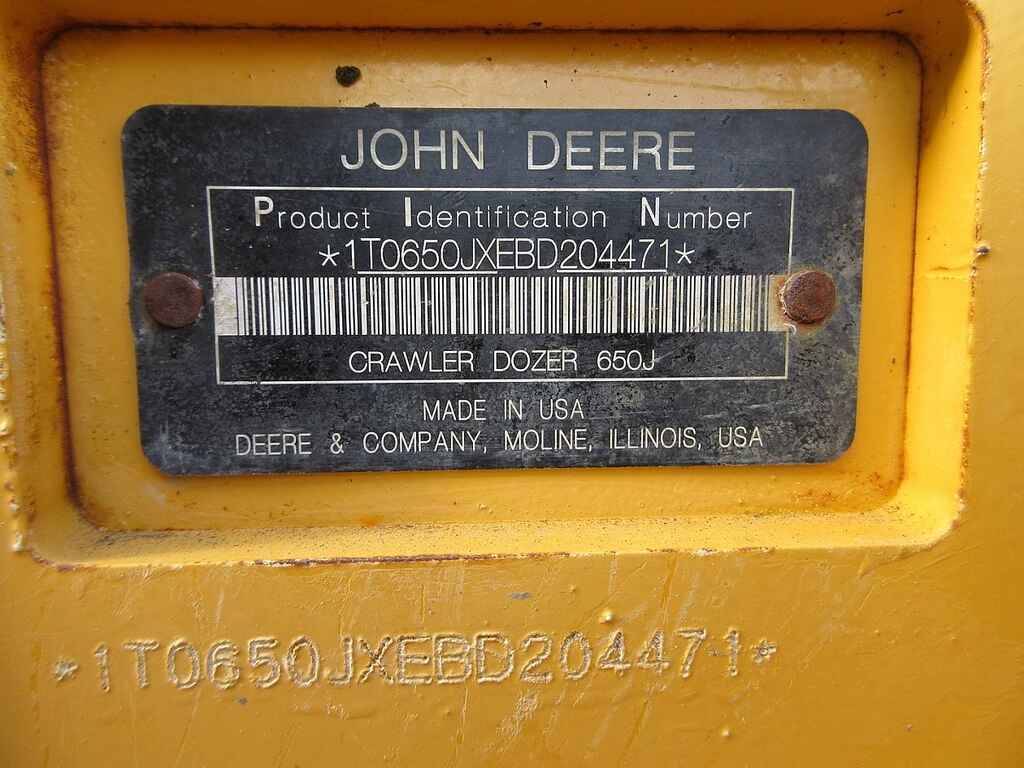 JOHN DEERE
Product Identification Number
*1T0650JXEBD204471*
CRAWLER DOZER 650J
MADE IN USA
DEERE & COMPANY, MOLINE, ILLINOIS, USA
*1T0650JXEBD204471*